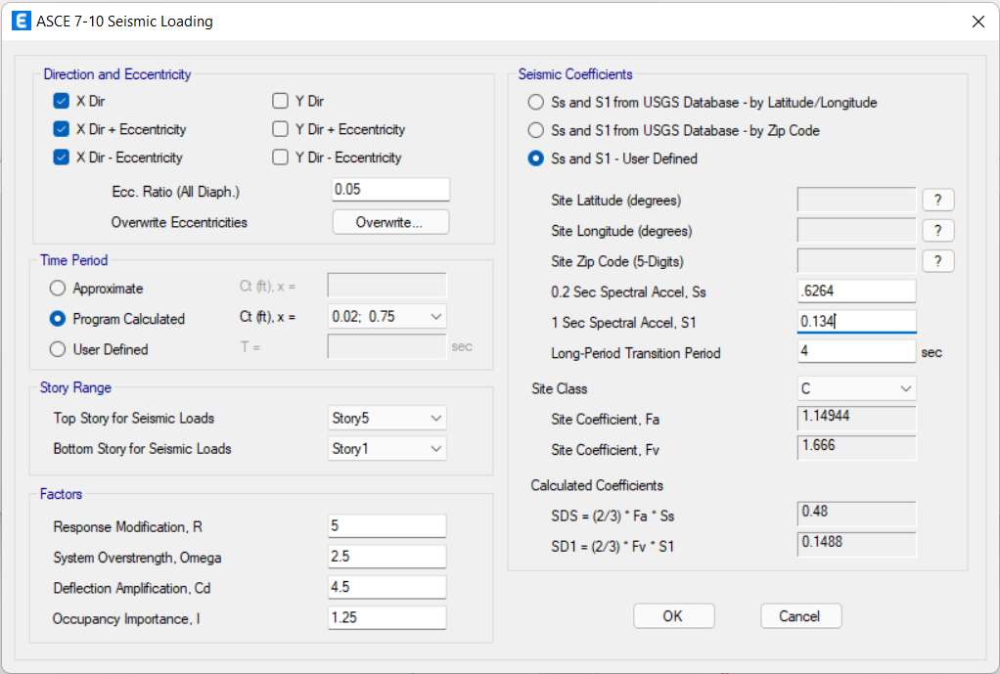 E ASCE 7-10 Seismic Loading
Direction and Eccentricity
X Dir
Y Dir
X Dir + Eccentricity
Y Dir + Eccentricity
X Dir - Eccentricity
Y Dir - Eccentricity
Ecc. Ratio (All Diaph.)
0.05
Overwrite Eccentricities
Overwrite...
Time Period
Approximate
Ct (ft), x =
Program Calculated
Ct (ft), x =
0.02; 0.75
User Defined
T =
sec
Story Range
Top Story for Seismic Loads
Story5
Bottom Story for Seismic Loads
Story1
Factors
Response Modification, R
5
System Overstrength, Omega
2.5
Deflection Amplification, Cd
4.5
Occupancy Importance, I
1.25
Seismic Coefficients
Ss and S1 from USGS Database - by Latitude/Longitude
Ss and S1 from USGS Database - by Zip Code
Ss and S1 - User Defined
Site Latitude (degrees)
?
Site Longitude (degrees)
?
Site Zip Code (5-Digits)
?
0.2 Sec Spectral Accel, Ss
.6264
1 Sec Spectral Accel, S1
0.134
Long-Period Transition Period
4
sec
Site Class
C
Site Coefficient, Fa
1.14944
Site Coefficient, Fv
1.666
Calculated Coefficients
SDS = (2/3) * Fa * Ss
0.48
SD1 = (2/3) * Fv * S1
0.1488
OK
Cancel